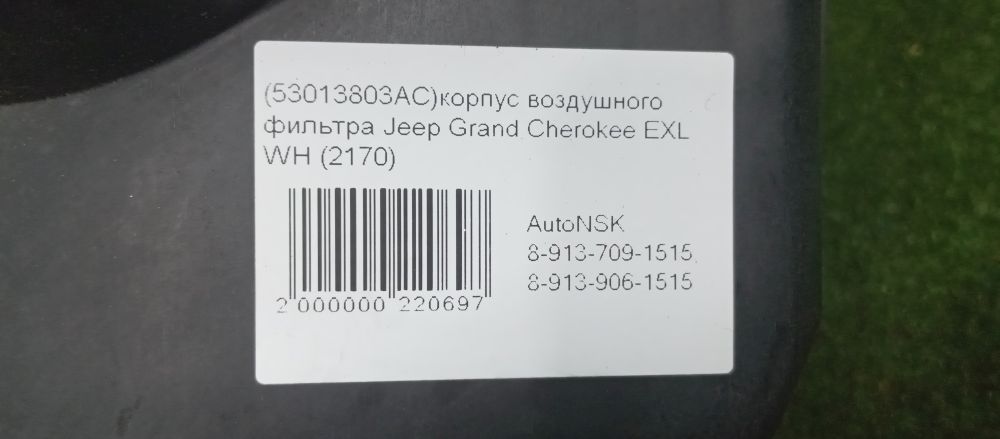 (53013803AC)корпус воздушного
фильтра Jeep Grand Cherokee EXL
WH (2170)
AutoNSK
8-913-709-1515
8-913-906-1515
2 000000 220697